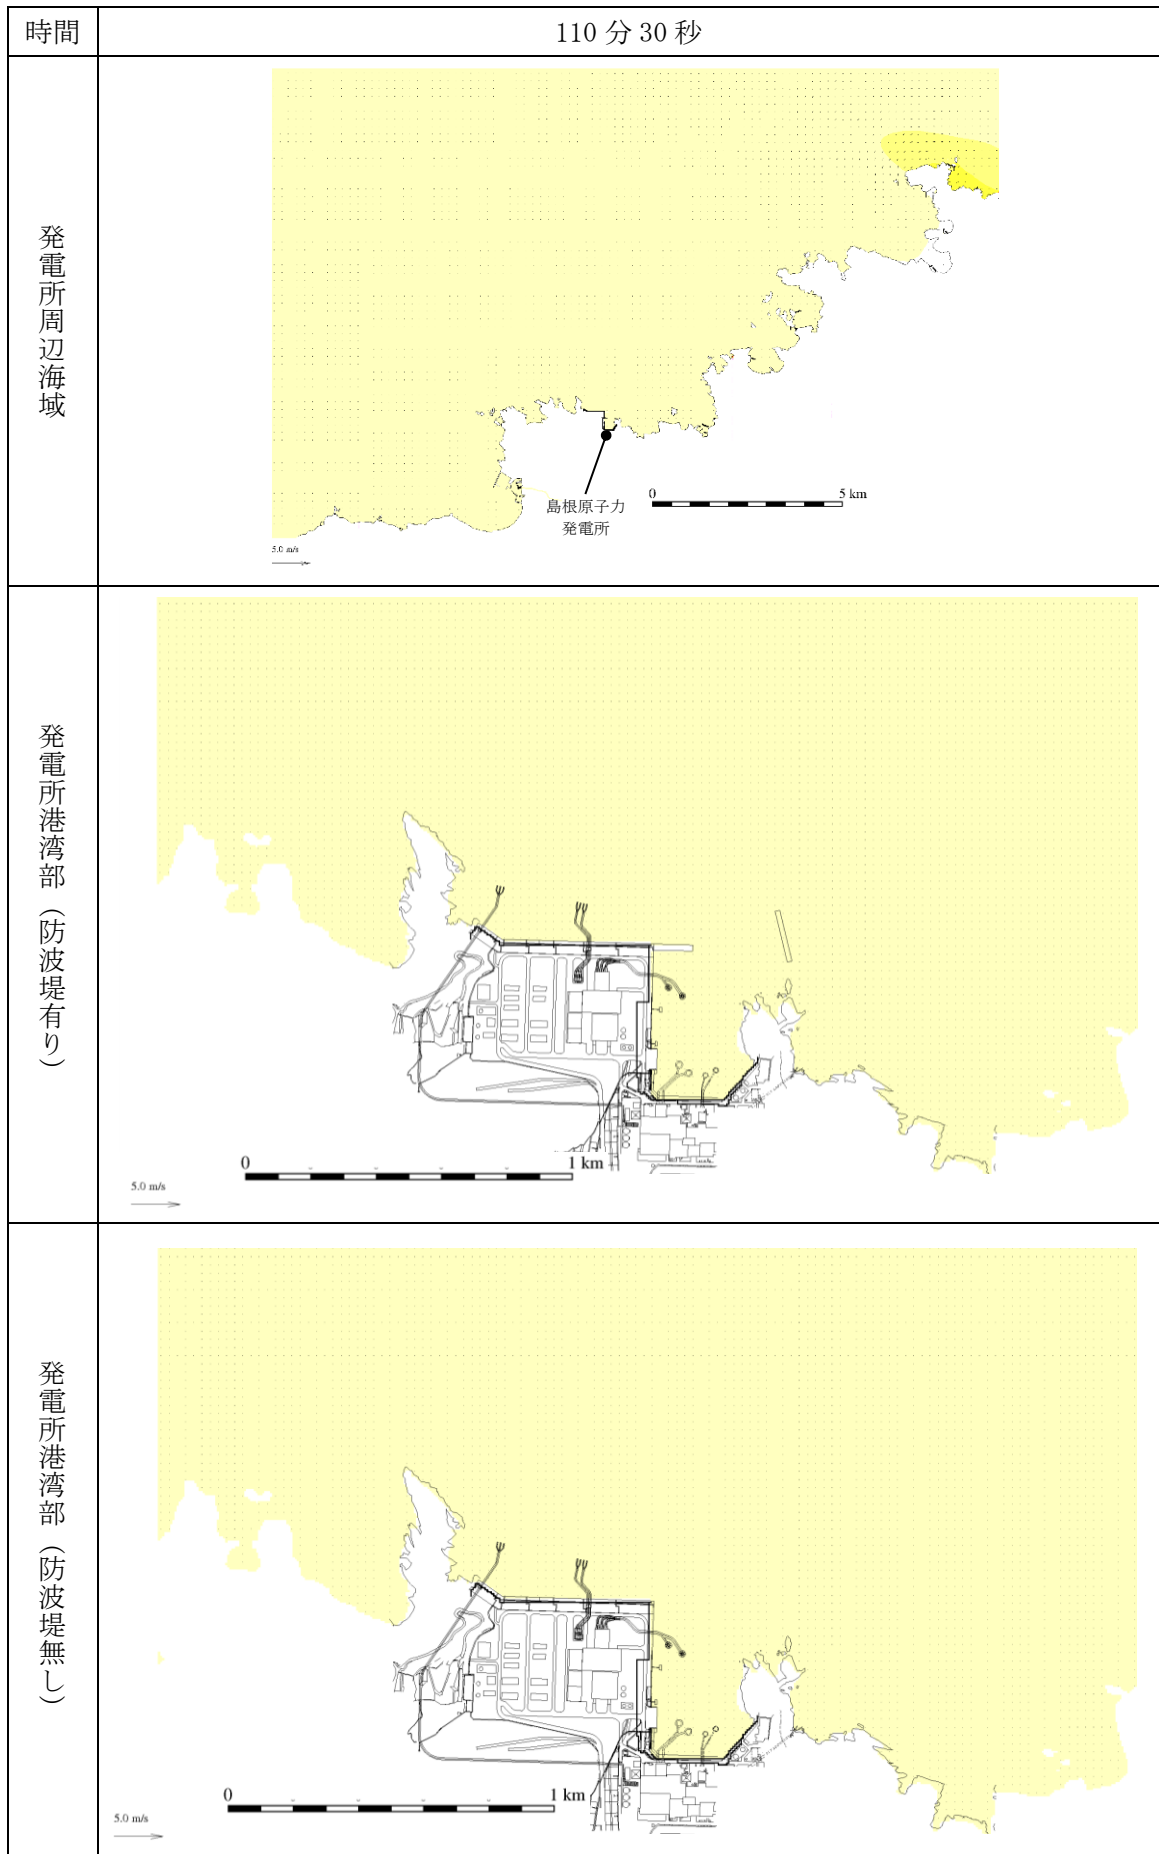 時間
110 分 30 秒
発電所周辺海域
島根原子力
発電所
0
5 km
5.0 m/s
発電所港湾部（防波堤有り）
0
1 km
5.0 m/s
発電所港湾部（防波堤無し）
0
1 km
5.0 m/s